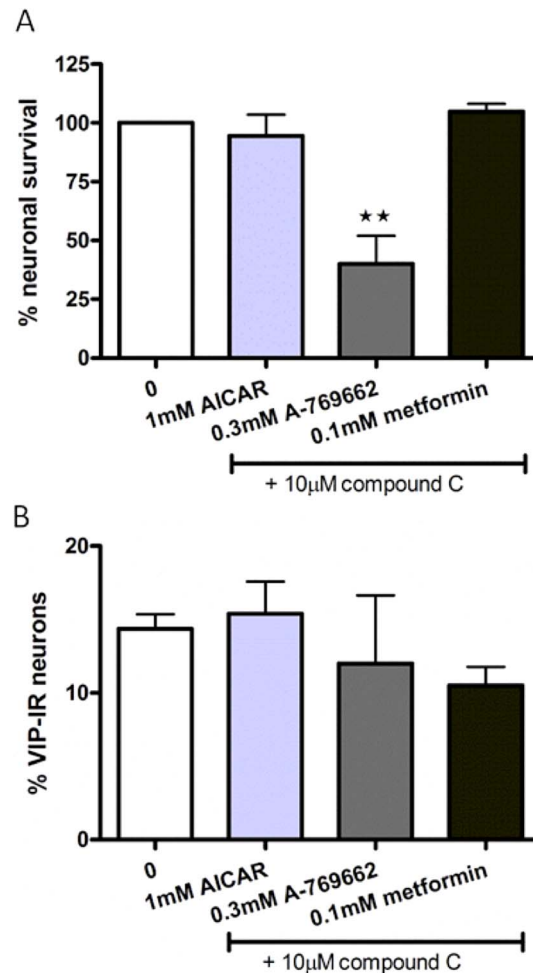 A
% neuronal survival
125
100
75
50
25
0
★★
0
1mM AICAR
0.3mM A-769662
0.1mM metformin
+ 10μM compound C
B
% VIP-IR neurons
20
10
0
0
1mM AICAR
0.3mM A-769662
0.1mM metformin
+ 10μM compound C